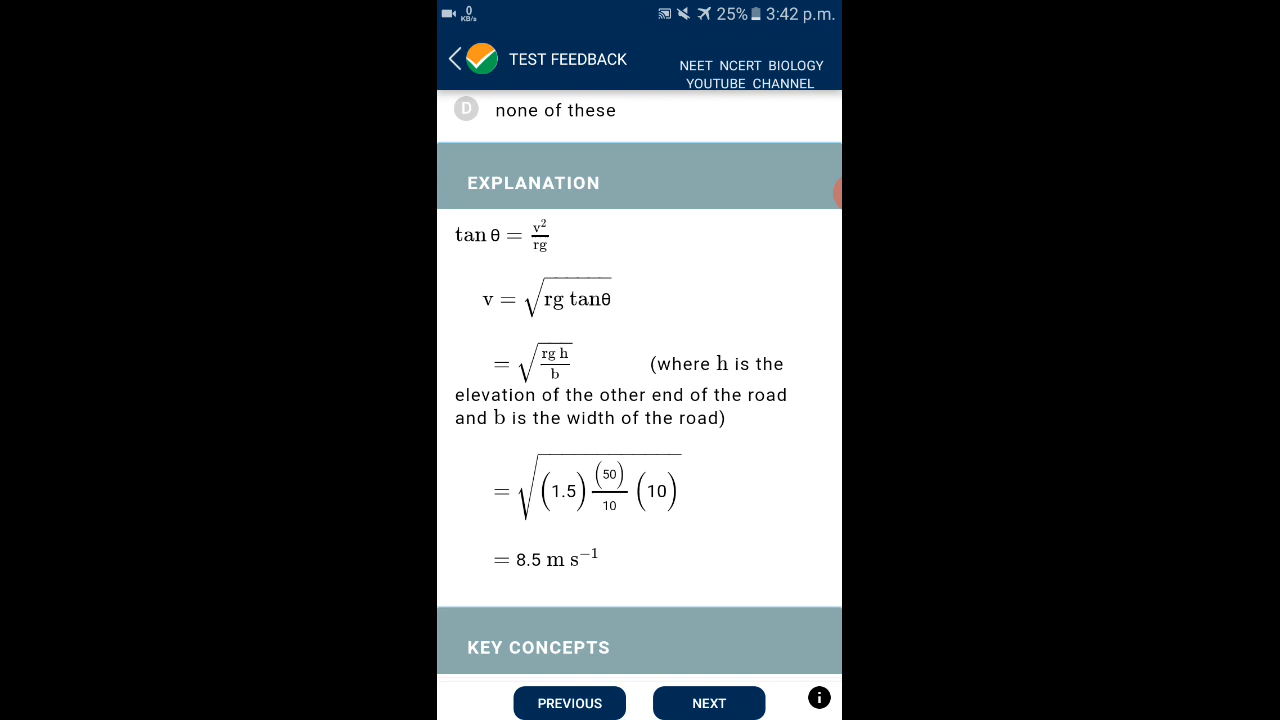 0
KB/s
25% 3:42 p.m.
TEST FEEDBACK
NEET NCERT BIOLOGY
YOUTUBE CHANNEL
D none of these
EXPLANATION
tan θ = v²/rg
v = √(rg tanθ)
= √(rg h/b) (where h is the
elevation of the other end of the road
and b is the width of the road)
= √((1.5) (50)/10 (10))
= 8.5 m s⁻¹
KEY CONCEPTS
PREVIOUS NEXT i